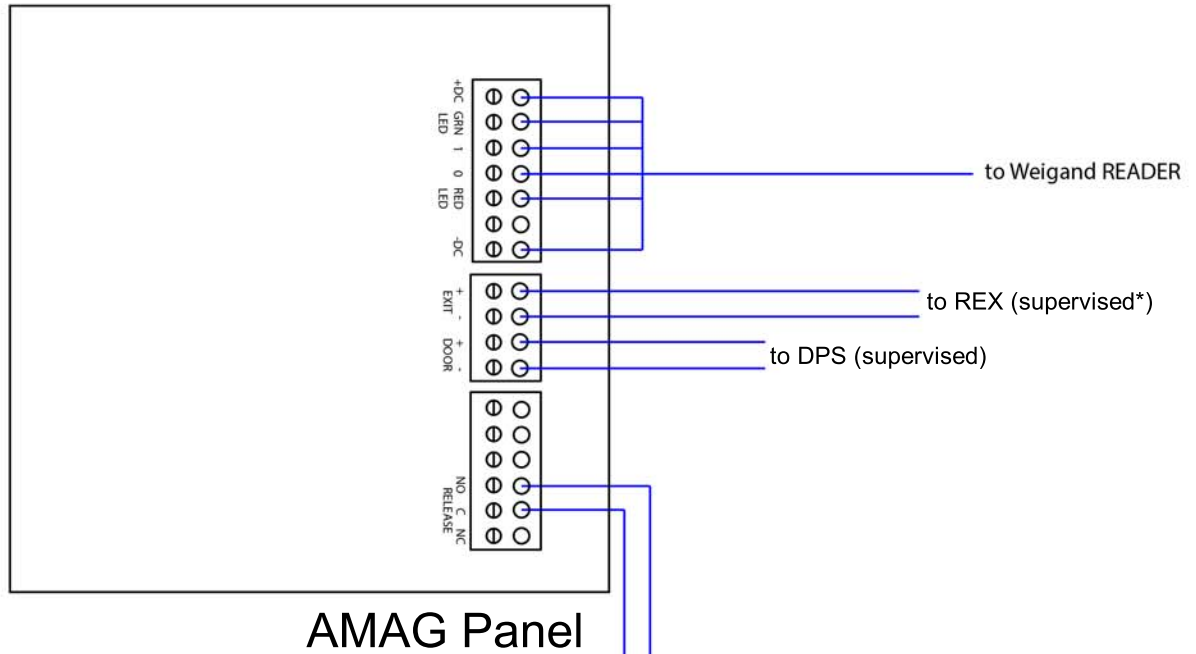 +DC
GRN
LED
1
0
RED
LED
-DC
to Weigand READER
+
EXIT
-
to REX (supervised*)
+
DOOR
-
to DPS (supervised)
NO
C
NC
RELEASE
AMAG Panel